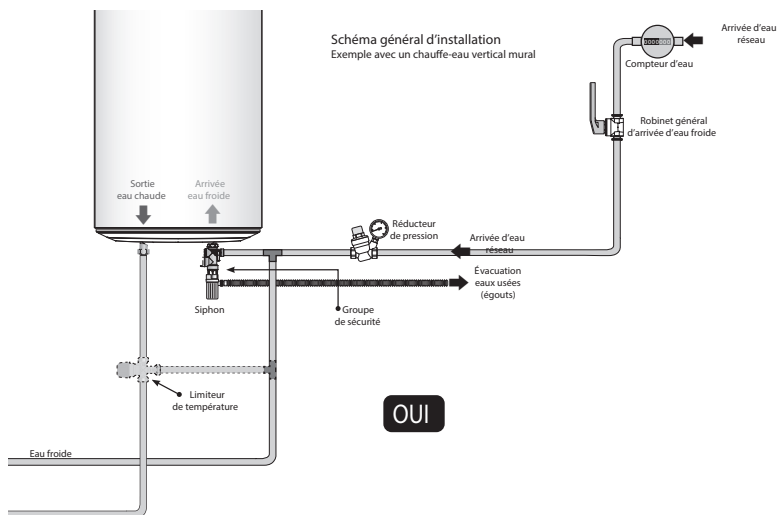 Schéma général d'installation
Exemple avec un chauffe-eau vertical mural
Arrivée d'eau
réseau
Compteur d'eau
Robinet général
d'arrivée d'eau froide
Sortie
eau chaude
Arrivée
eau froide
Réducteur
de pression
Arrivée d'eau
réseau
Évacuation
eaux usées
(égouts)
Siphon
Groupe
de sécurité
Limiteur
de température
OUI
Eau froide